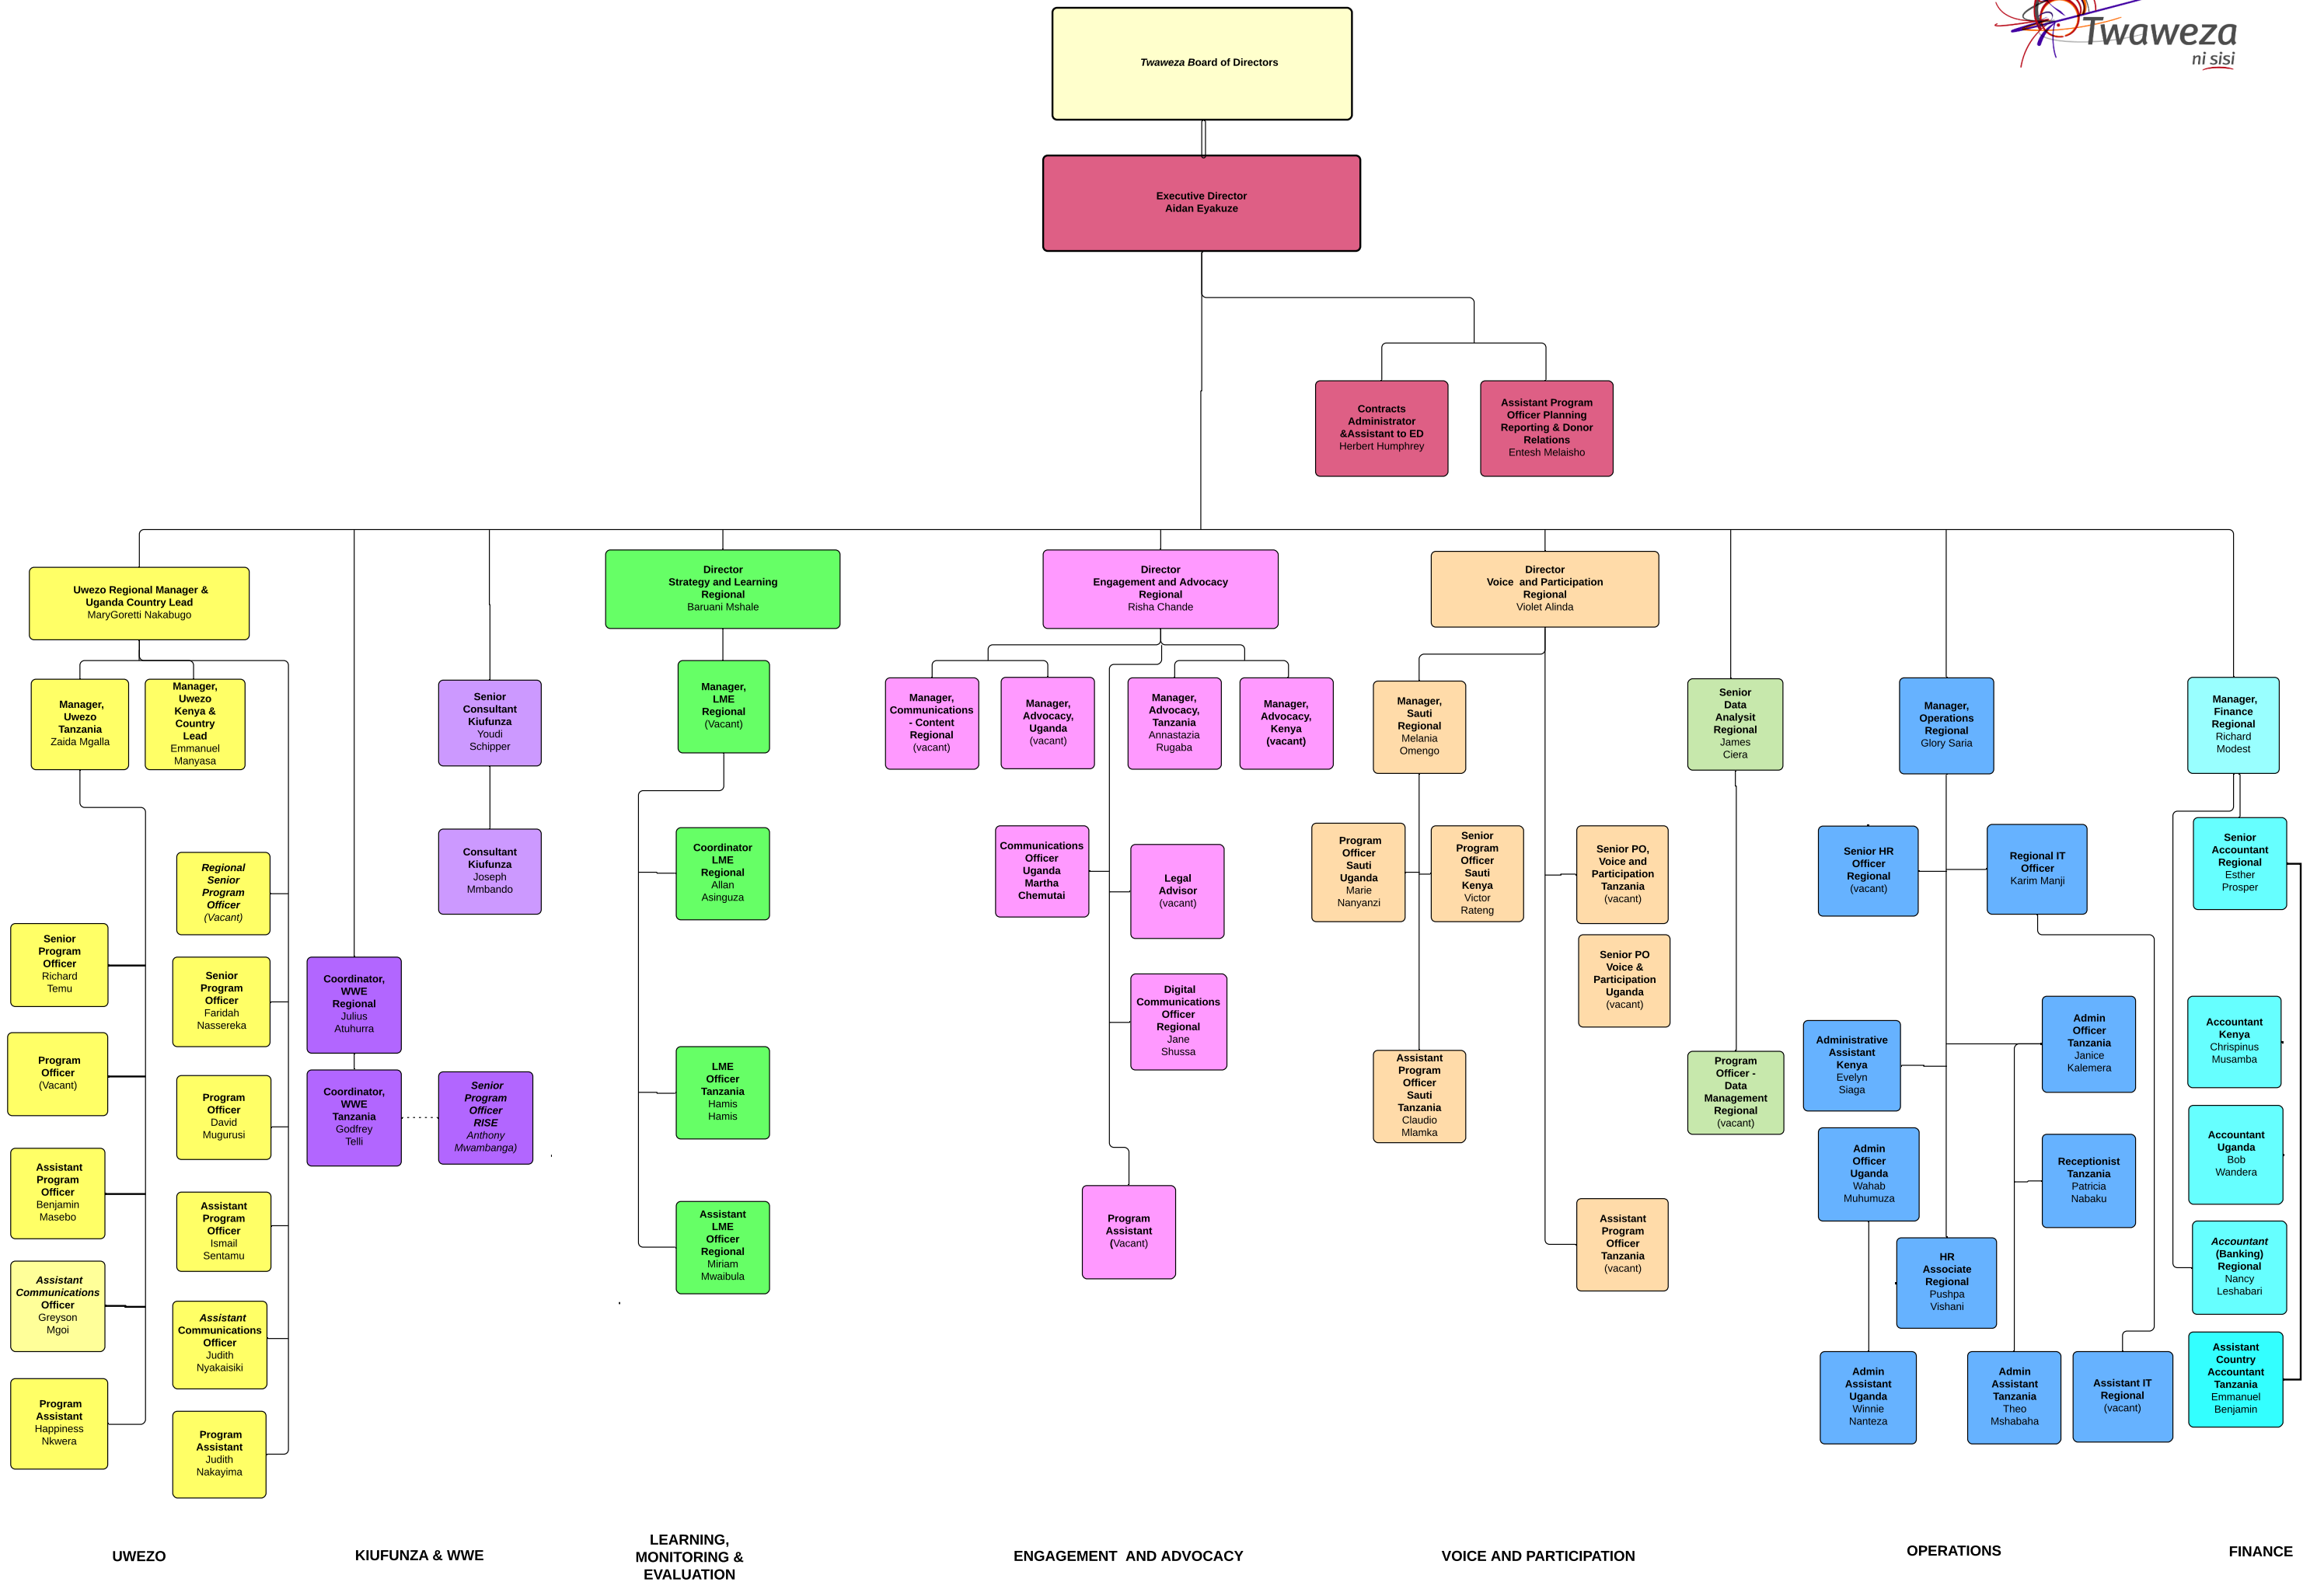 Twaweza
ni sisi
Twaweza Board of Directors
Executive Director
Aidan Eyakuze
Contracts
Administrator
&Assistant to ED
Herbert Humphrey
Assistant Program
Officer Planning
Reporting & Donor
Relations
Entesh Melaisho
Uwezo Regional Manager &
Uganda Country Lead
MaryGoretti Nakabugo
Director
Strategy and Learning
Regional
Baruani Mshale
Director
Engagement and Advocacy
Regional
Risha Chande
Director
Voice and Participation
Regional
Violet Alinda
Manager,
Uwezo
Tanzania
Zaida Mgalla
Manager,
Uwezo
Kenya &
Country
Lead
Emmanuel
Manyasa
Senior
Consultant
Kiufunza
Youdi
Schipper
Manager,
LME
Regional
(Vacant)
Manager,
Communications
- Content
Regional
(vacant)
Manager,
Advocacy,
Uganda
(vacant)
Manager,
Advocacy,
Tanzania
Annastazia
Rugaba
Manager,
Advocacy,
Kenya
(vacant)
Manager,
Sauti
Regional
Melania
Omengo
Senior
Data
Analysit
Regional
James
Ciera
Manager,
Operations
Regional
Glory Saria
Manager,
Finance
Regional
Richard
Modest
Consultant
Kiufunza
Joseph
Mmbando
Coordinator
LME
Regional
Allan
Asinguza
Communications
Officer
Uganda
Martha
Chemutai
Legal
Advisor
(vacant)
Program
Officer
Sauti
Uganda
Marie
Nanyanzi
Senior
Program
Officer
Sauti
Kenya
Victor
Rateng
Senior PO,
Voice and
Participation
Tanzania
(vacant)
Senior HR
Officer
Regional
(vacant)
Regional IT
Officer
Karim Manji
Senior
Accountant
Regional
Esther
Prosper
Regional
Senior
Program
Officer
(Vacant)
Senior
Program
Officer
Richard
Temu
Senior
Program
Officer
Faridah
Nassereka
Coordinator,
WWE
Regional
Julius
Atuhurra
Digital
Communications
Officer
Regional
Jane
Shussa
Senior PO
Voice &
Participation
Uganda
(vacant)
Program
Officer
(Vacant)
Program
Officer
David
Mugurusi
Coordinator,
WWE
Tanzania
Godfrey
Telli
Senior
Program
Officer
RISE
Anthony
Mwambanga)
LME
Officer
Tanzania
Hamis
Hamis
Assistant
Program
Officer
Sauti
Tanzania
Claudio
Mlamka
Program
Officer -
Data
Management
Regional
(vacant)
Administrative
Assistant
Kenya
Evelyn
Siaga
Admin
Officer
Tanzania
Janice
Kalemera
Accountant
Kenya
Chrispinus
Musamba
Assistant
Program
Officer
Benjamin
Masebo
Assistant
Program
Officer
Ismail
Sentamu
Assistant
LME
Officer
Regional
Miriam
Mwaibula
Program
Assistant
(Vacant)
Assistant
Program
Officer
Tanzania
(vacant)
Admin
Officer
Uganda
Wahab
Muhumuza
Receptionist
Tanzania
Patricia
Nabaku
Accountant
Uganda
Bob
Wandera
Assistant
Communications
Officer
Greyson
Mgoi
Assistant
Communications
Officer
Judith
Nyakaisiki
HR
Associate
Regional
Pushpa
Vishani
Accountant
(Banking)
Regional
Nancy
Leshabari
Program
Assistant
Happiness
Nkwera
Program
Assistant
Judith
Nakayima
Admin
Assistant
Uganda
Winnie
Nanteza
Admin
Assistant
Tanzania
Theo
Mshabaha
Assistant IT
Regional
(vacant)
Assistant
Country
Accountant
Tanzania
Emmanuel
Benjamin
UWEZO
KIUFUNZA & WWE
LEARNING,
MONITORING &
EVALUATION
ENGAGEMENT AND ADVOCACY
VOICE AND PARTICIPATION
OPERATIONS
FINANCE